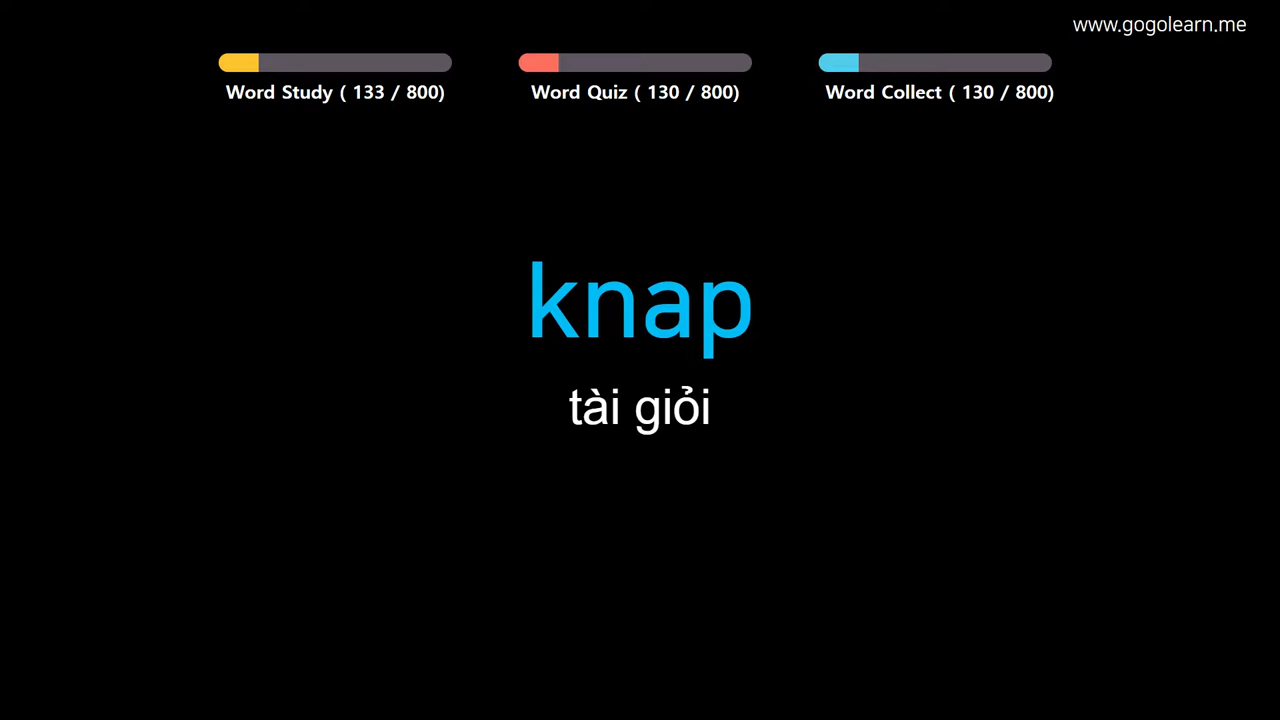 www.gogolearn.me
Word Study ( 133 / 800)
Word Quiz ( 130 / 800)
Word Collect ( 130 / 800)
knap
tài giỏi